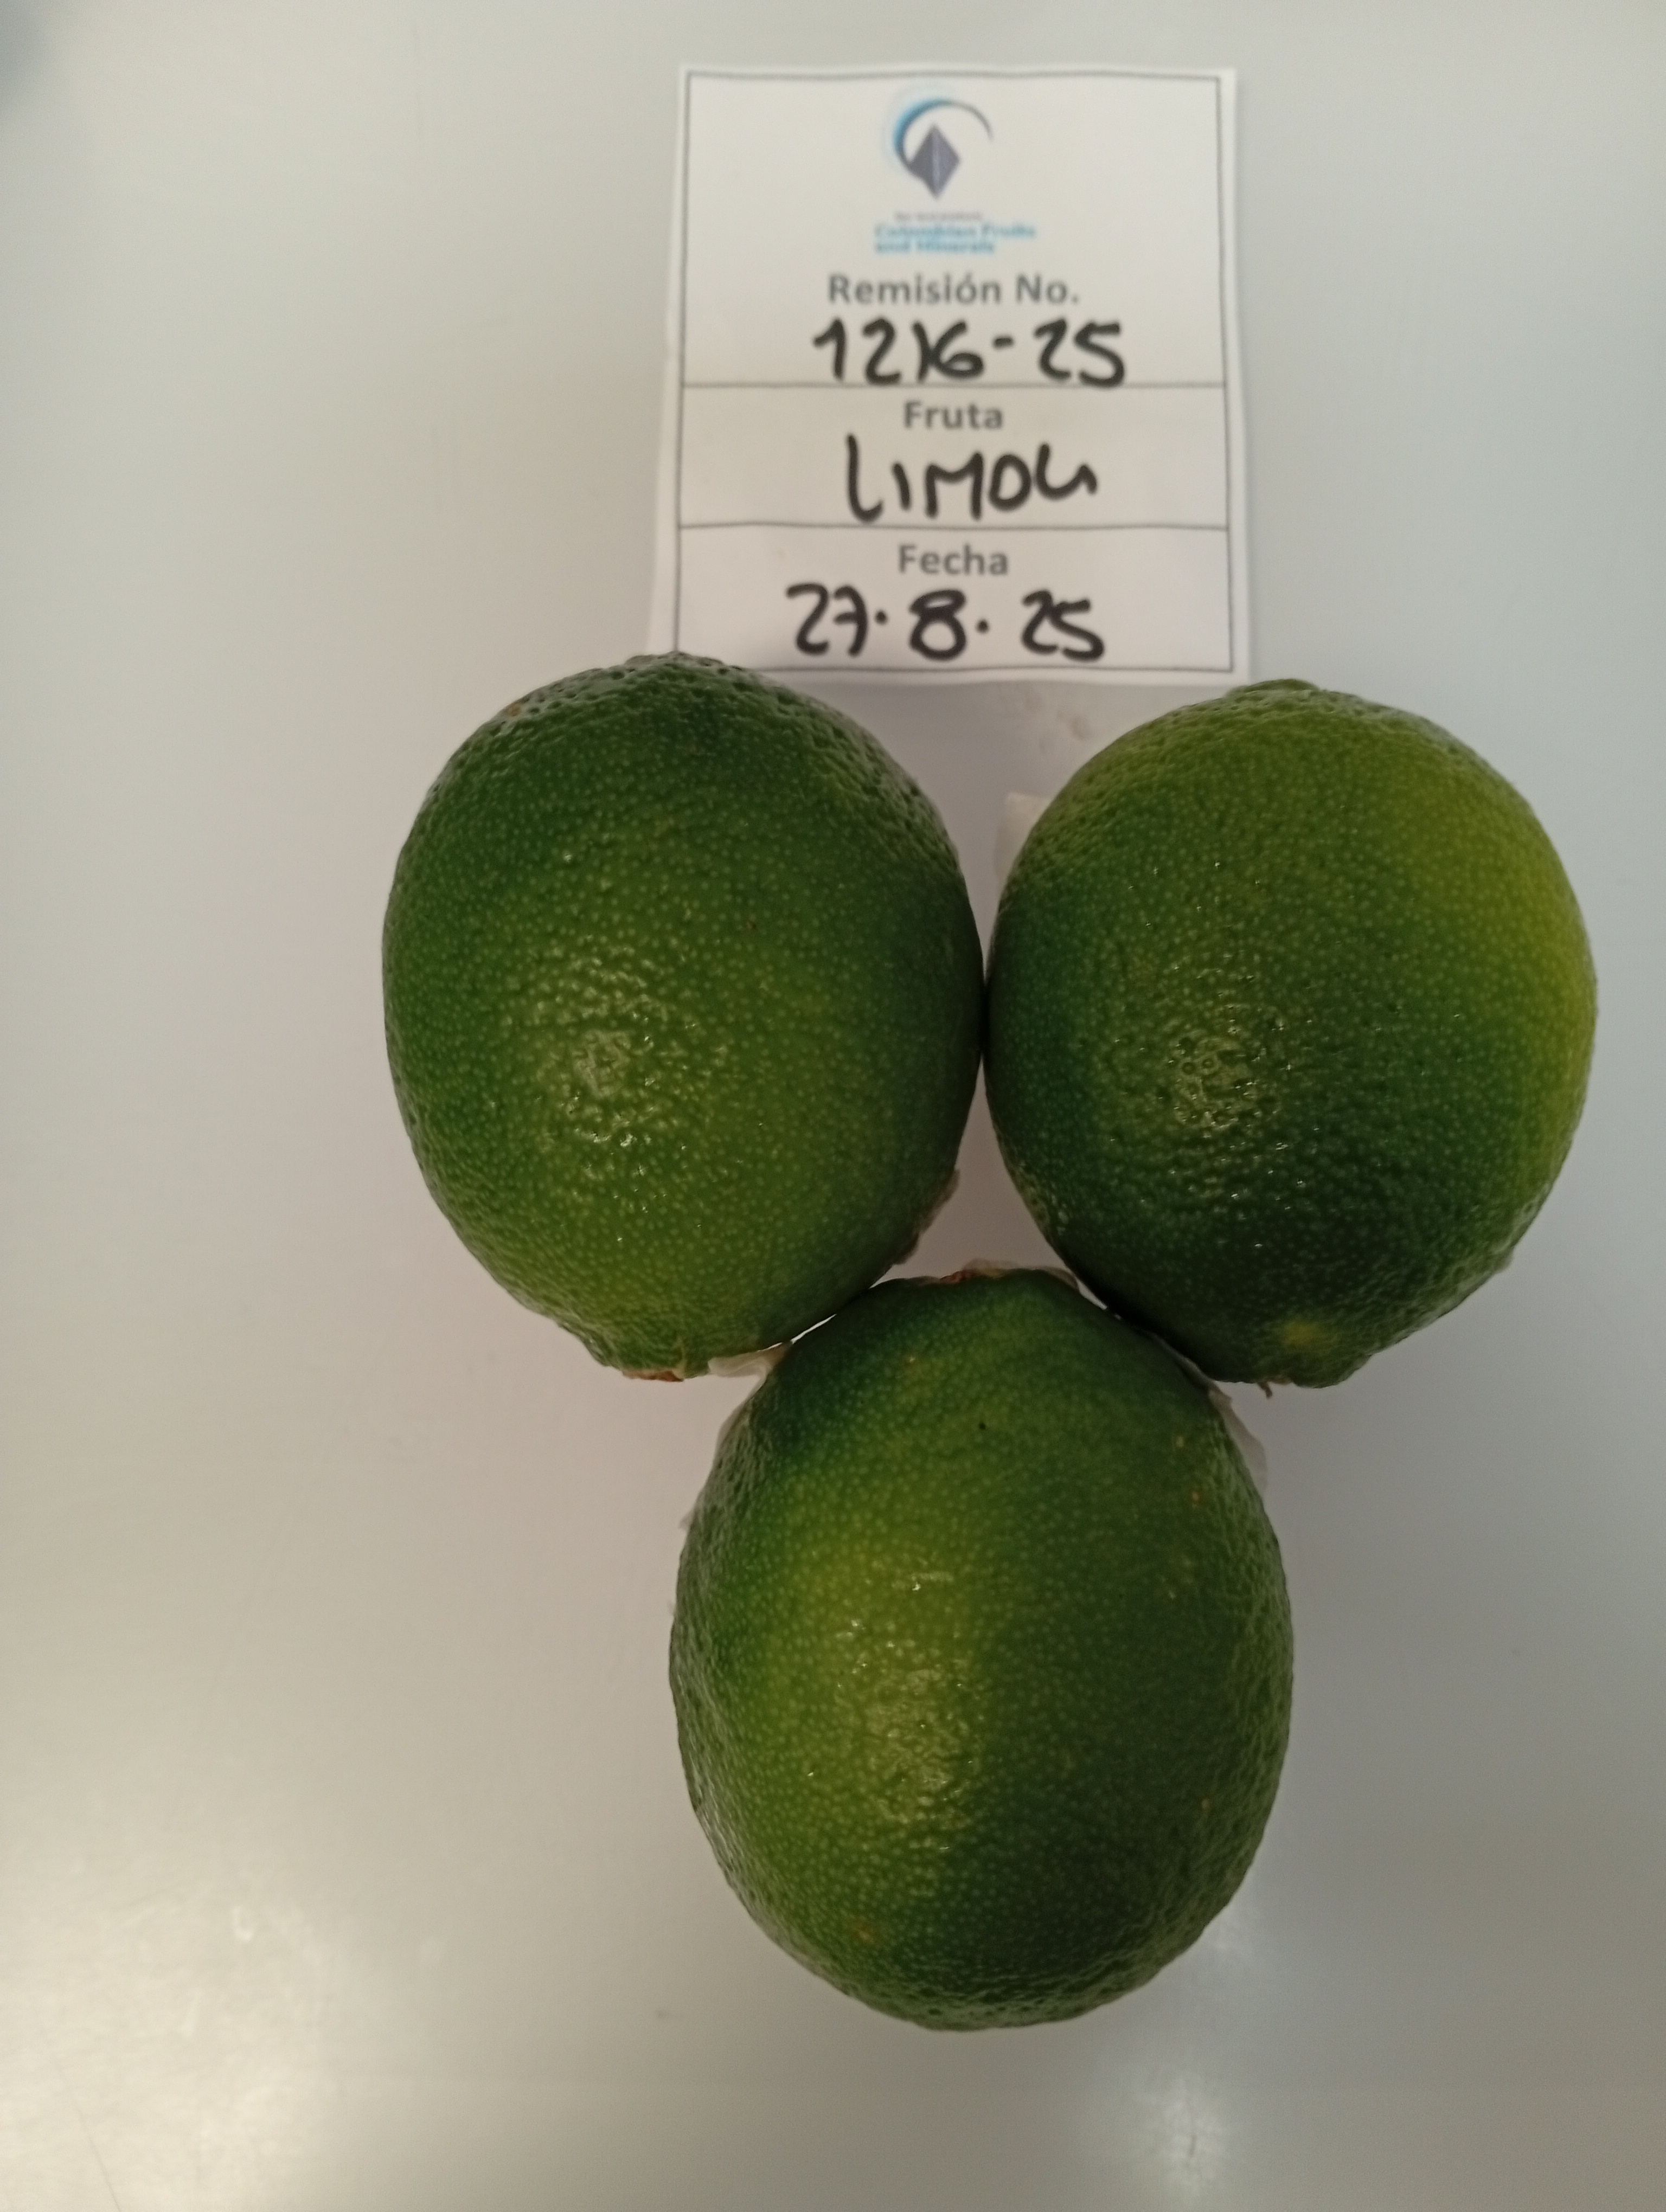 Colombian Fruits
and Minerals
Remisión No.
1216-25
Fruta
LIMON
Fecha
27.8.25